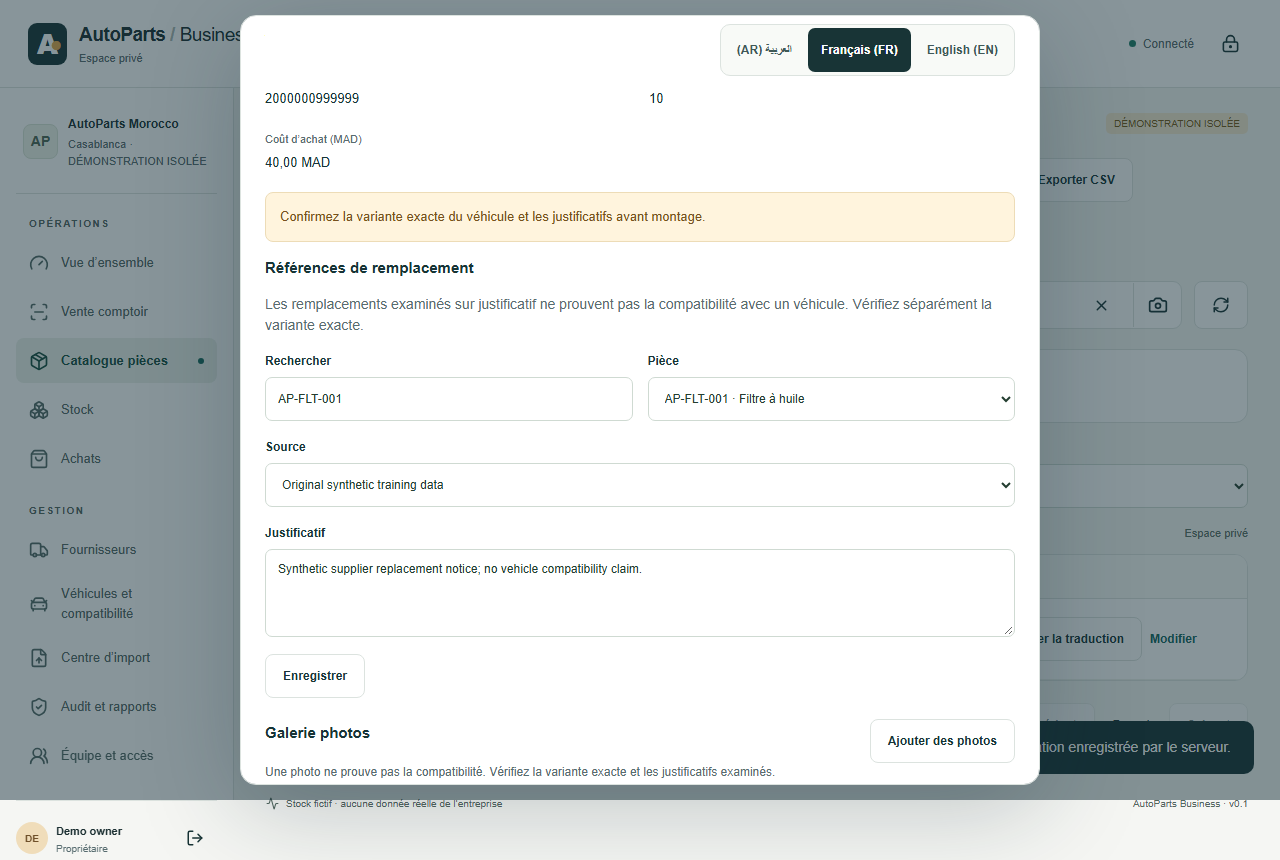 AutoParts / Busines
Espace privé
العربية (AR)
Français (FR)
English (EN)
Connecté
AP
AutoParts Morocco
Casablanca ·
DÉMONSTRATION ISOLÉE
DÉMONSTRATION ISOLÉE
Exporter CSV
OPÉRATIONS
Vue d'ensemble
Vente comptoir
Catalogue pièces
Stock
Achats
GESTION
Fournisseurs
Véhicules et
compatibilité
Centre d'import
Audit et rapports
Équipe et accès
DE
Demo owner
Propriétaire
2000000999999
10
Coût d'achat (MAD)
40,00 MAD
Confirmez la variante exacte du véhicule et les justificatifs avant montage.
Références de remplacement
Les remplacements examinés sur justificatif ne prouvent pas la compatibilité avec un véhicule. Vérifiez séparément la
variante exacte.
Rechercher
Pièce
AP-FLT-001
AP-FLT-001 · Filtre à huile
Source
Original synthetic training data
Justificatif
Synthetic supplier replacement notice; no vehicle compatibility claim.
Enregistrer
Galerie photos
Ajouter des photos
Une photo ne prouve pas la compatibilité. Vérifiez la variante exacte et les justificatifs examinés.
Espace privé
er la traduction
Modifier
ation enregistrée par le serveur.
Stock fictif · aucune donnée réelle de l'entreprise
AutoParts Business · v0.1